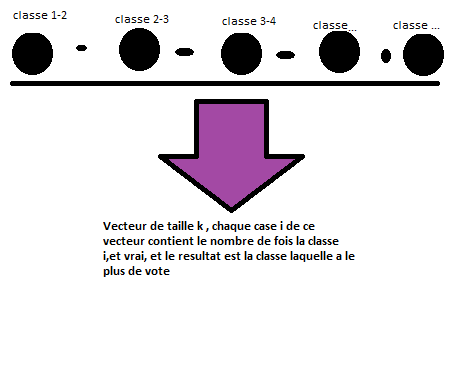 classe 1-2 classe 2-3 classe 3-4 classe... classe ...
Vecteur de taille k , chaque case i de ce
vecteur contient le nombre de fois la classe
i,et vrai, et le resultat est la classe laquelle a le
plus de vote